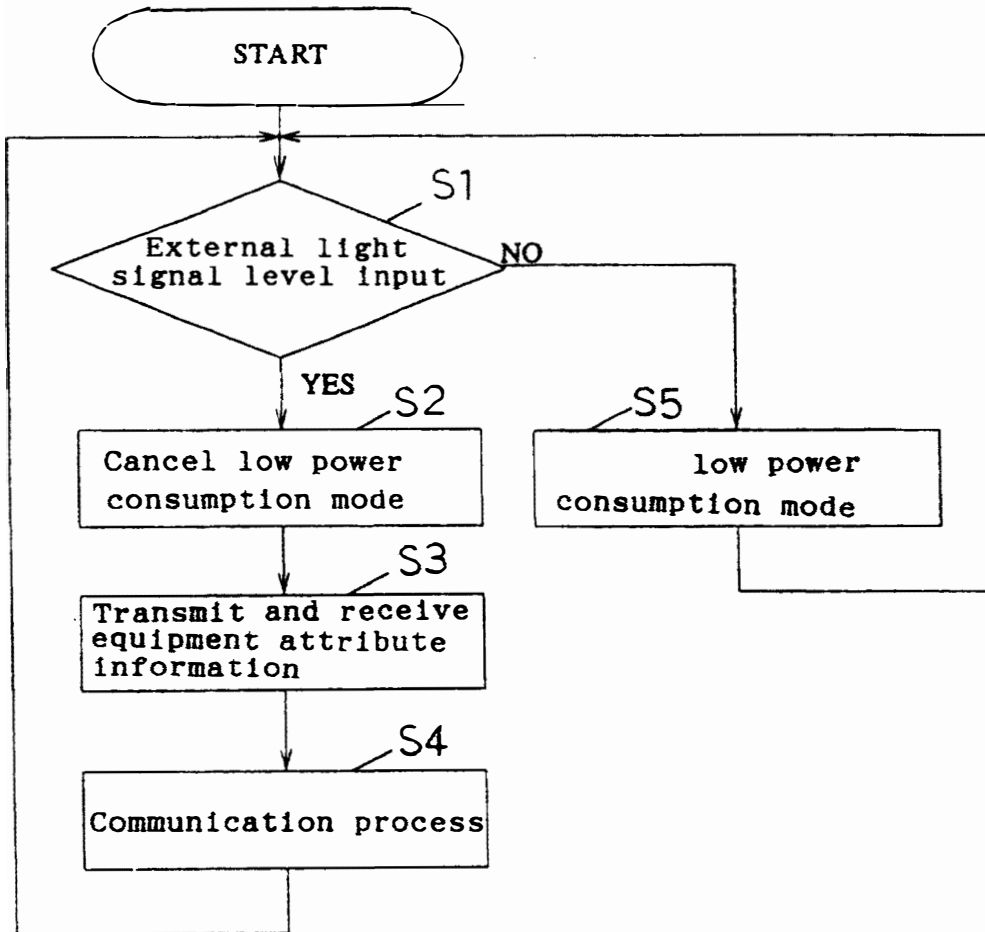 START
S1
External light
signal level input
NO
YES
S2
Cancel low power
consumption mode
S5
low power
consumption mode
S3
Transmit and receive
equipment attribute
information
S4
Communication process